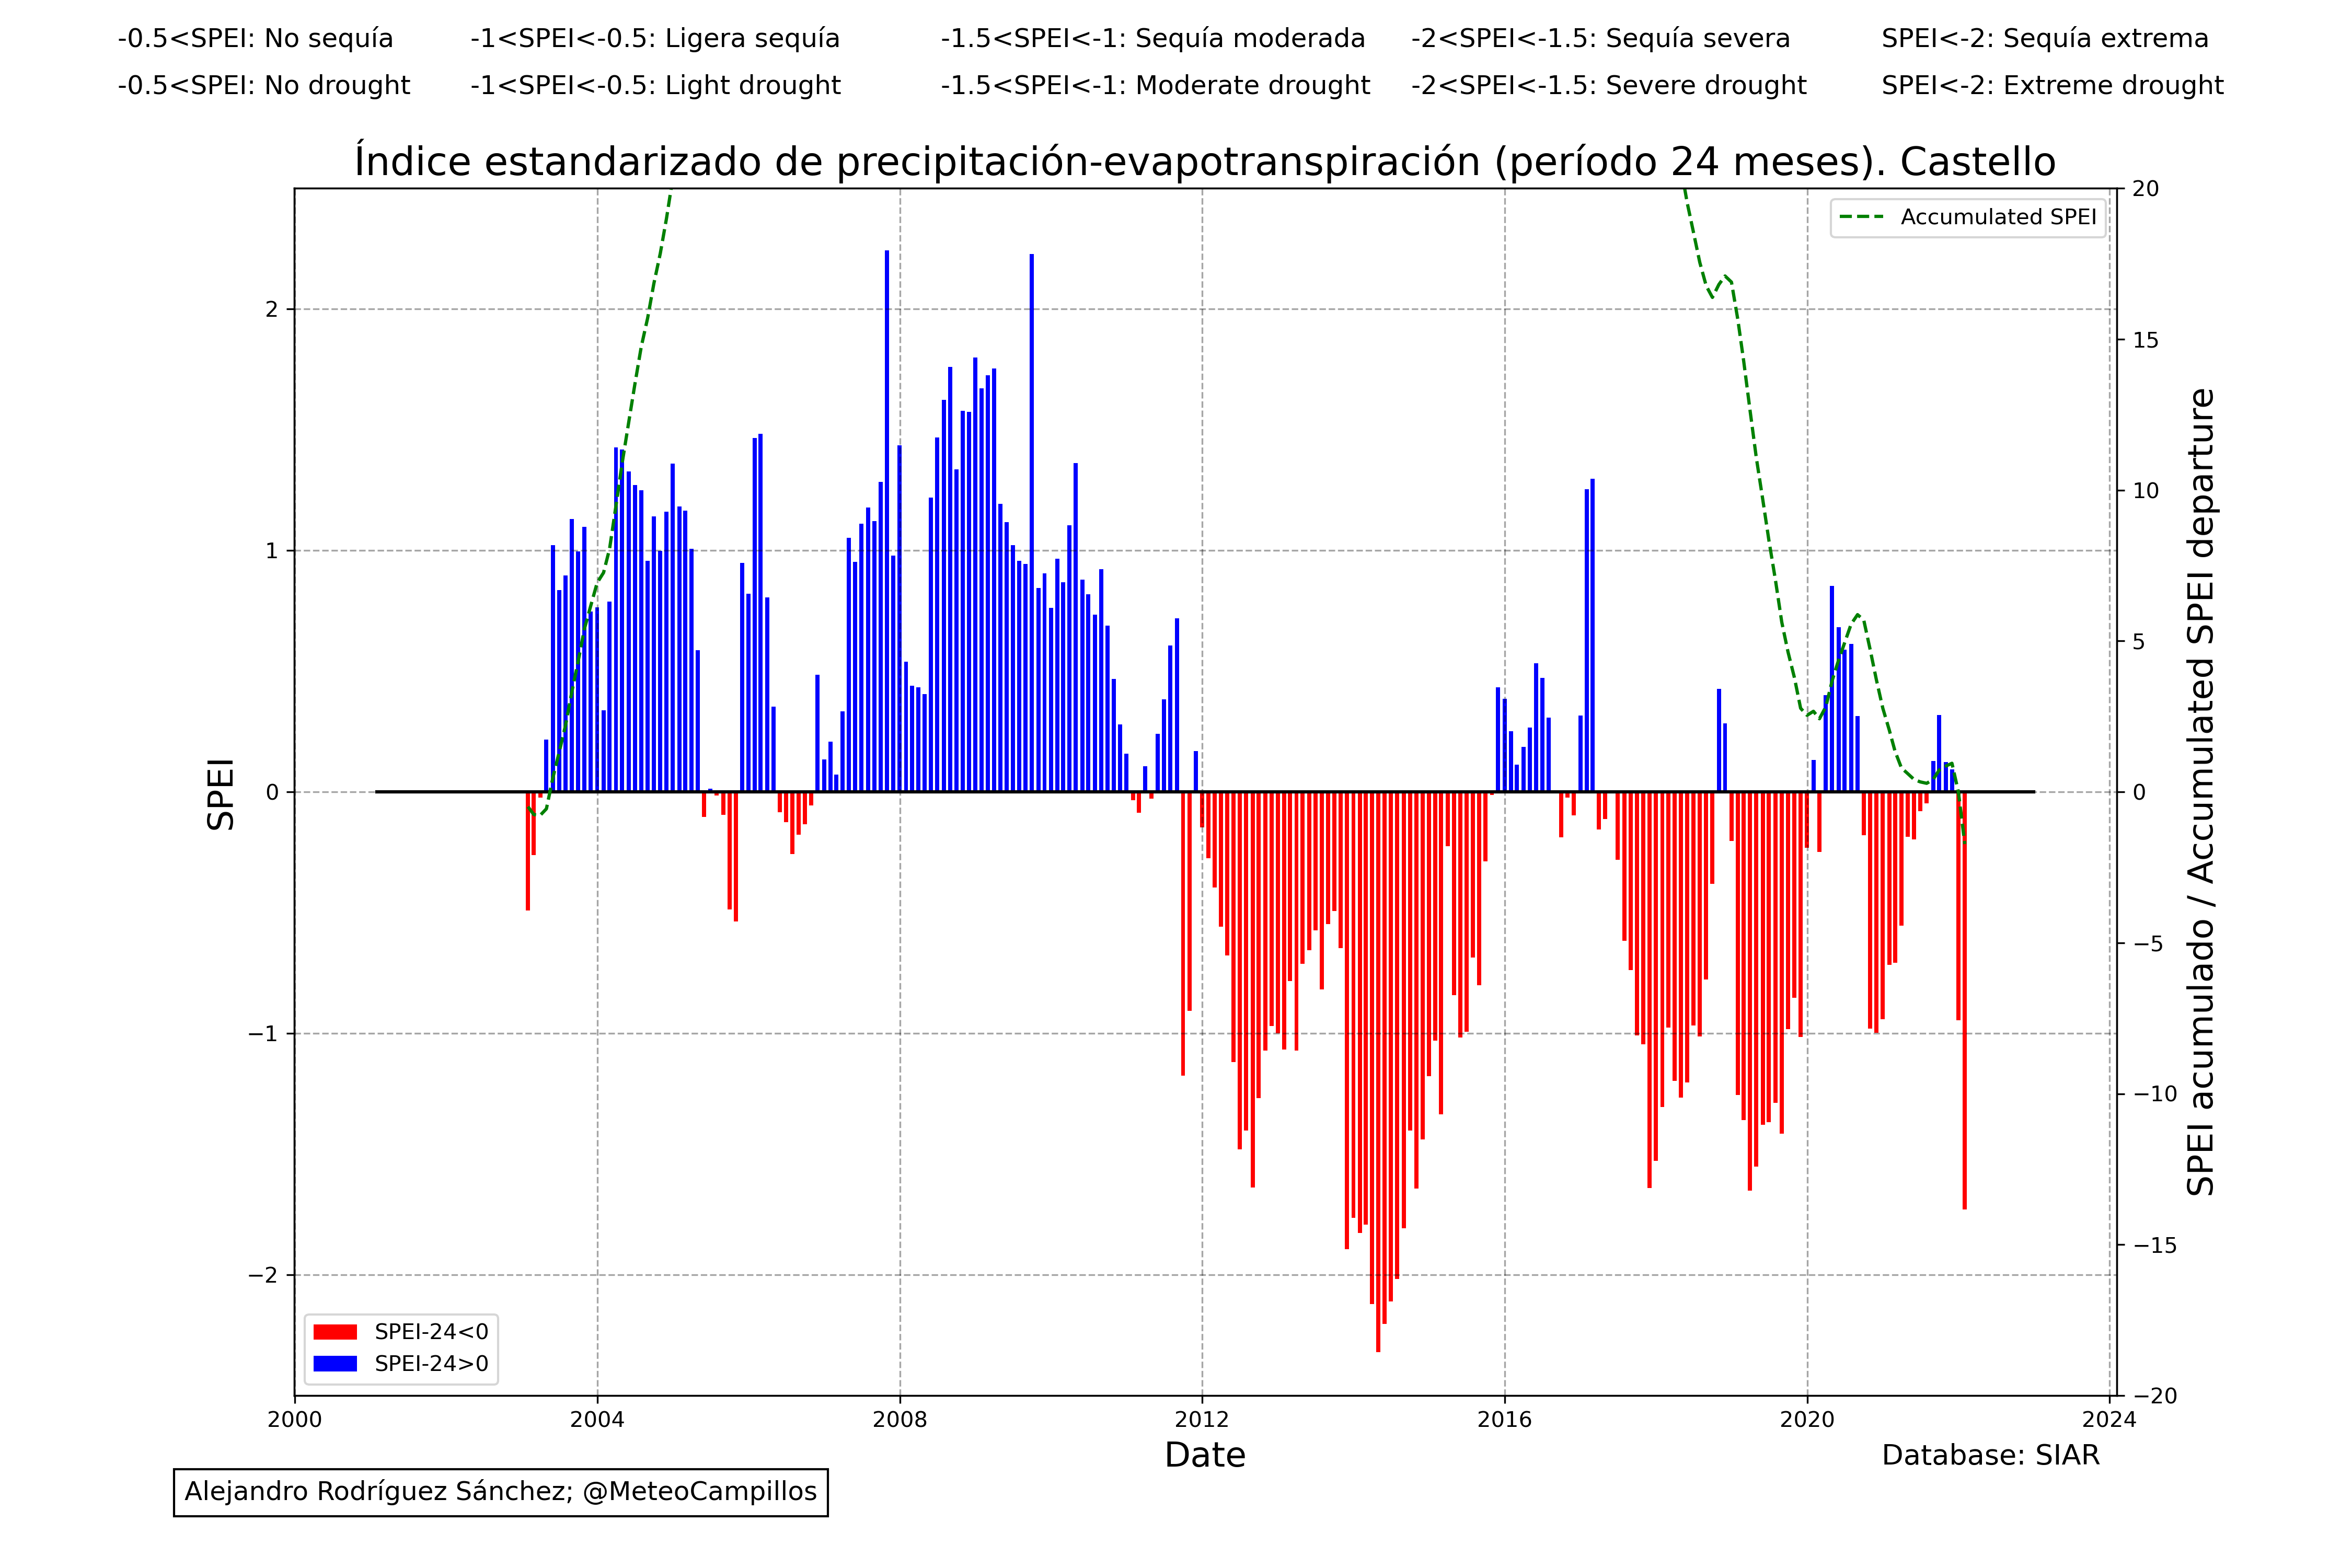 -0.5<SPEI: No sequía -1<SPEI<-0.5: Ligera sequía -1.5<SPEI<-1: Sequía moderada -2<SPEI<-1.5: Sequía severa SPEI<-2: Sequía extrema
-0.5<SPEI: No drought -1<SPEI<-0.5: Light drought -1.5<SPEI<-1: Moderate drought -2<SPEI<-1.5: Severe drought SPEI<-2: Extreme drought
Índice estandarizado de precipitación-evapotranspiración (período 24 meses). Castello
Accumulated SPEI
SPEI
2
1
0
−1
−2
20
15
10
5
0
−5
−10
−15
−20
SPEI acumulado / Accumulated SPEI departure
SPEI-24<0
SPEI-24>0
2000 2004 2008 2012 2016 2020 2024
Date
Database: SIAR
Alejandro Rodríguez Sánchez; @MeteoCampillos